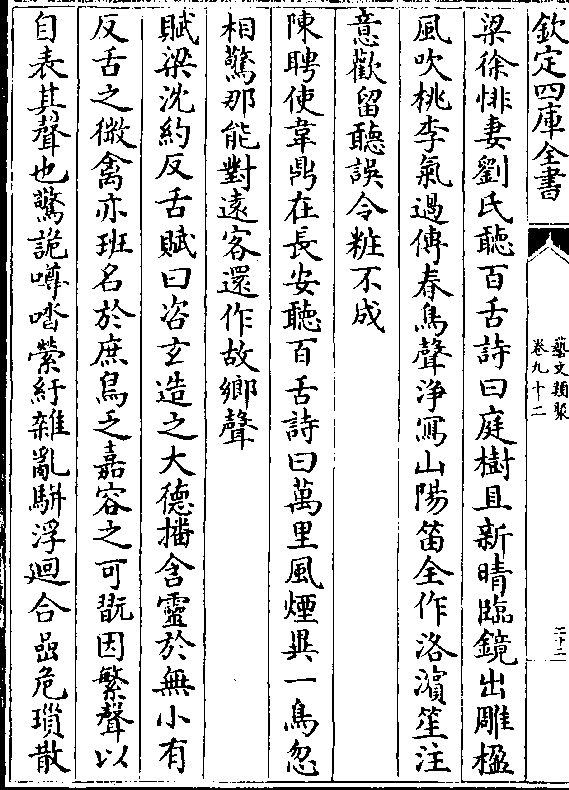 欽定四庫全書
藝文類聚
卷九十二
二十二
梁徐悱妻劉氏聽百舌詩曰庭樹且新晴臨鏡出雕楹
風吹桃李氣過傳春鳥聲淨寫山陽笛全作洛濱笙注
意歡留聽誤令粧不成
陳聘使韋鼎在長安聽百舌詩曰萬里風煙異一鳥忽
相驚那能對遠客還作故鄉聲
賦梁沈約反舌賦曰咨玄造之大德播含靈於無小有
反舌之微禽亦班名於庶鳥乏嘉容之可翫因繁聲以
自表其聲也驚詭噂嗒縈紆雜亂駢浮迴合喦危瑣散